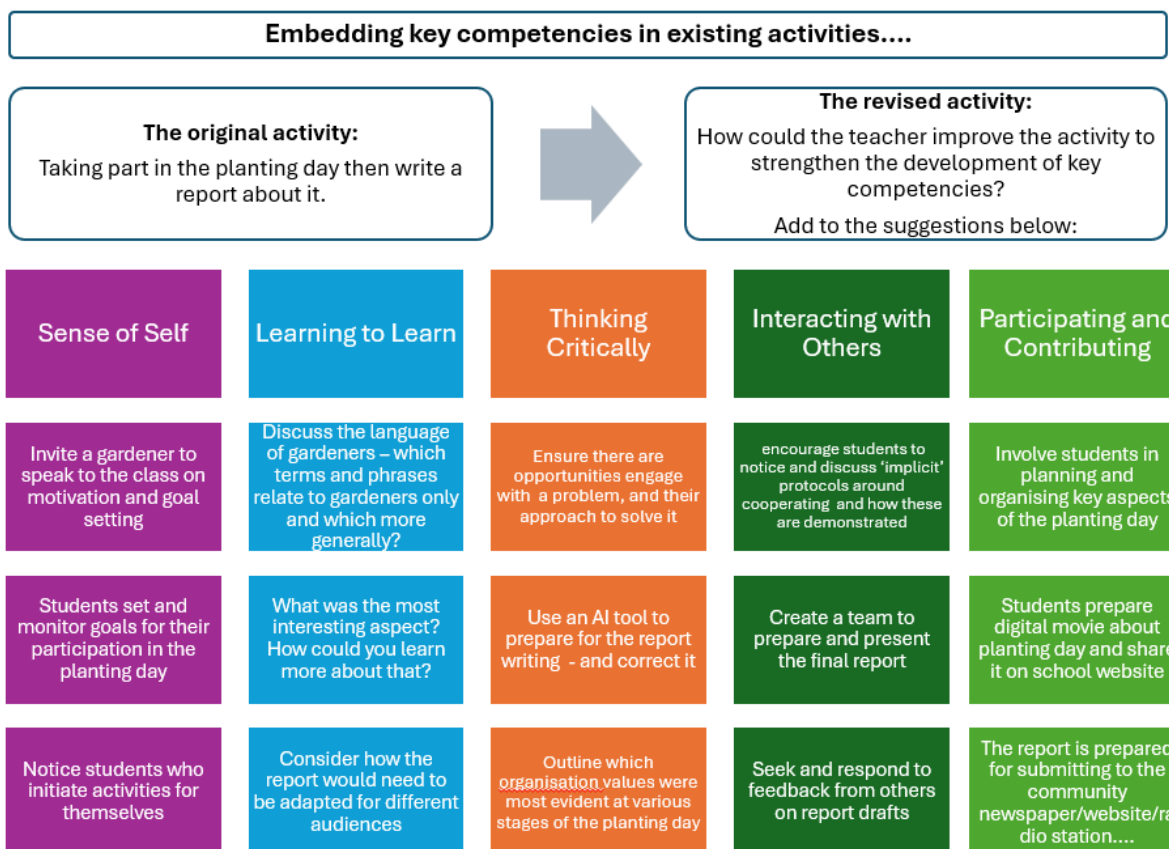 Embedding key competencies in existing activities....
The original activity:
Taking part in the planting day then write a
report about it.
The revised activity:
How could the teacher improve the activity to
strengthen the development of key
competencies?
Add to the suggestions below:
Sense of Self
Learning to Learn
Thinking
Critically
Interacting with
Others
Participating and
Contributing
Invite a gardener to
speak to the class on
motivation and goal
setting
Discuss the language
of gardeners – which
terms and phrases
relate to gardeners only
and which more
generally?
Ensure there are
opportunities engage
with a problem, and their
approach to solve it
encourage students to
notice and discuss ‘implicit’
protocols around
cooperating and how these
are demonstrated
Involve students in
planning and
organising key aspects
of the planting day
Students set and
monitor goals for their
participation in the
planting day
What was the most
interesting aspect?
How could you learn
more about that?
Use an AI tool to
prepare for the report
writing - and correct it
Create a team to
prepare and present
the final report
Students prepare
digital movie about
planting day and share
it on school website
Notice students who
initiate activities for
themselves
Consider how the
report would need to
be adapted for different
audiences
Outline which
organisation values were
most evident at various
stages of the planting day
Seek and respond to
feedback from others
on report drafts
The report is prepared
for submitting to the
community
newspaper/website/ra
dio station....